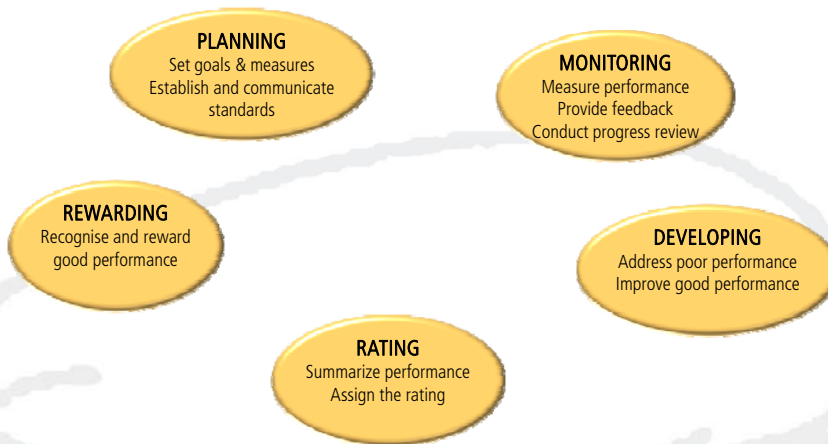 PLANNING
Set goals & measures
Establish and communicate
standards
MONITORING
Measure performance
Provide feedback
Conduct progress review
REWARDING
Recognise and reward
good performance
DEVELOPING
Address poor performance
Improve good performance
RATING
Summarize performance
Assign the rating